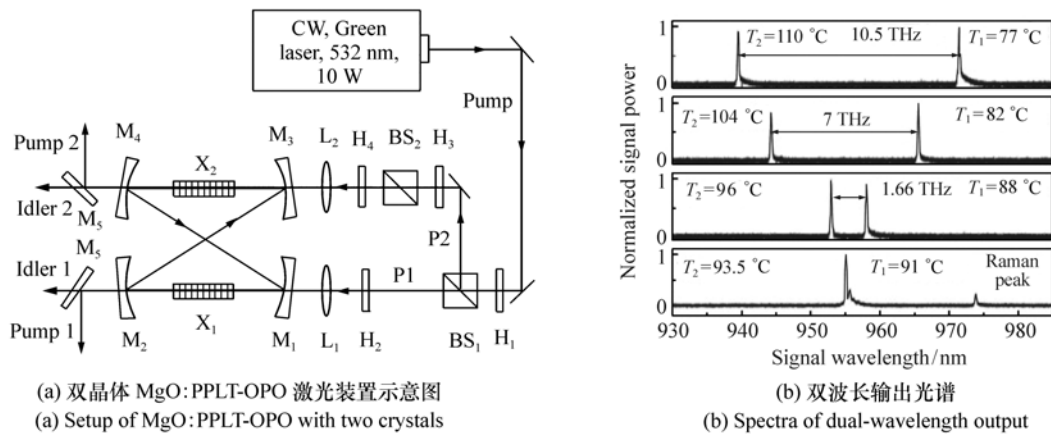 CW, Green
laser, 532 nm,
10 W
Pump
M₄
M₃
L₂
H₄
BS₂
H₃
Pump 2
X₂
Idler 2
M₅
M₅
P2
Idler 1
P1
X₁
Pump 1
M₂
M₁
L₁
H₂
BS₁
H₁
(a) 双晶体 MgO:PPLT-OPO 激光装置示意图
(a) Setup of MgO:PPLT-OPO with two crystals
Normalized signal power
1
T₂=110 °C
10.5 THz
T₁=77 °C
0
1
T₂=104 °C
7 THz
T₁=82 °C
0
1
T₂=96 °C
1.66 THz
T₁=88 °C
0
1
T₂=93.5 °C
T₁=91 °C
Raman
peak
0
930 940 950 960 970 980
Signal wavelength/nm
(b) 双波长输出光谱
(b) Spectra of dual-wavelength output